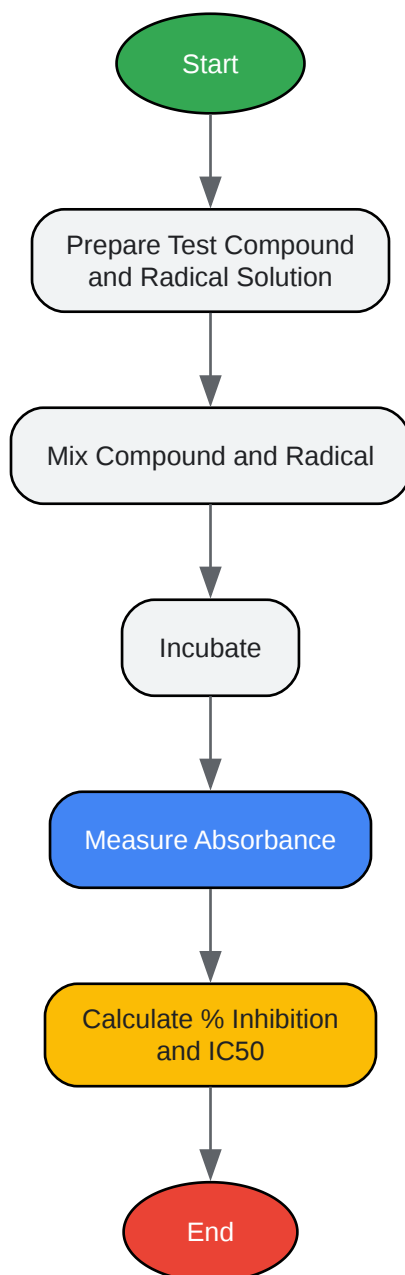 Start
Prepare Test Compound
and Radical Solution
Mix Compound and Radical
Incubate
Measure Absorbance
Calculate % Inhibition
and IC50
End